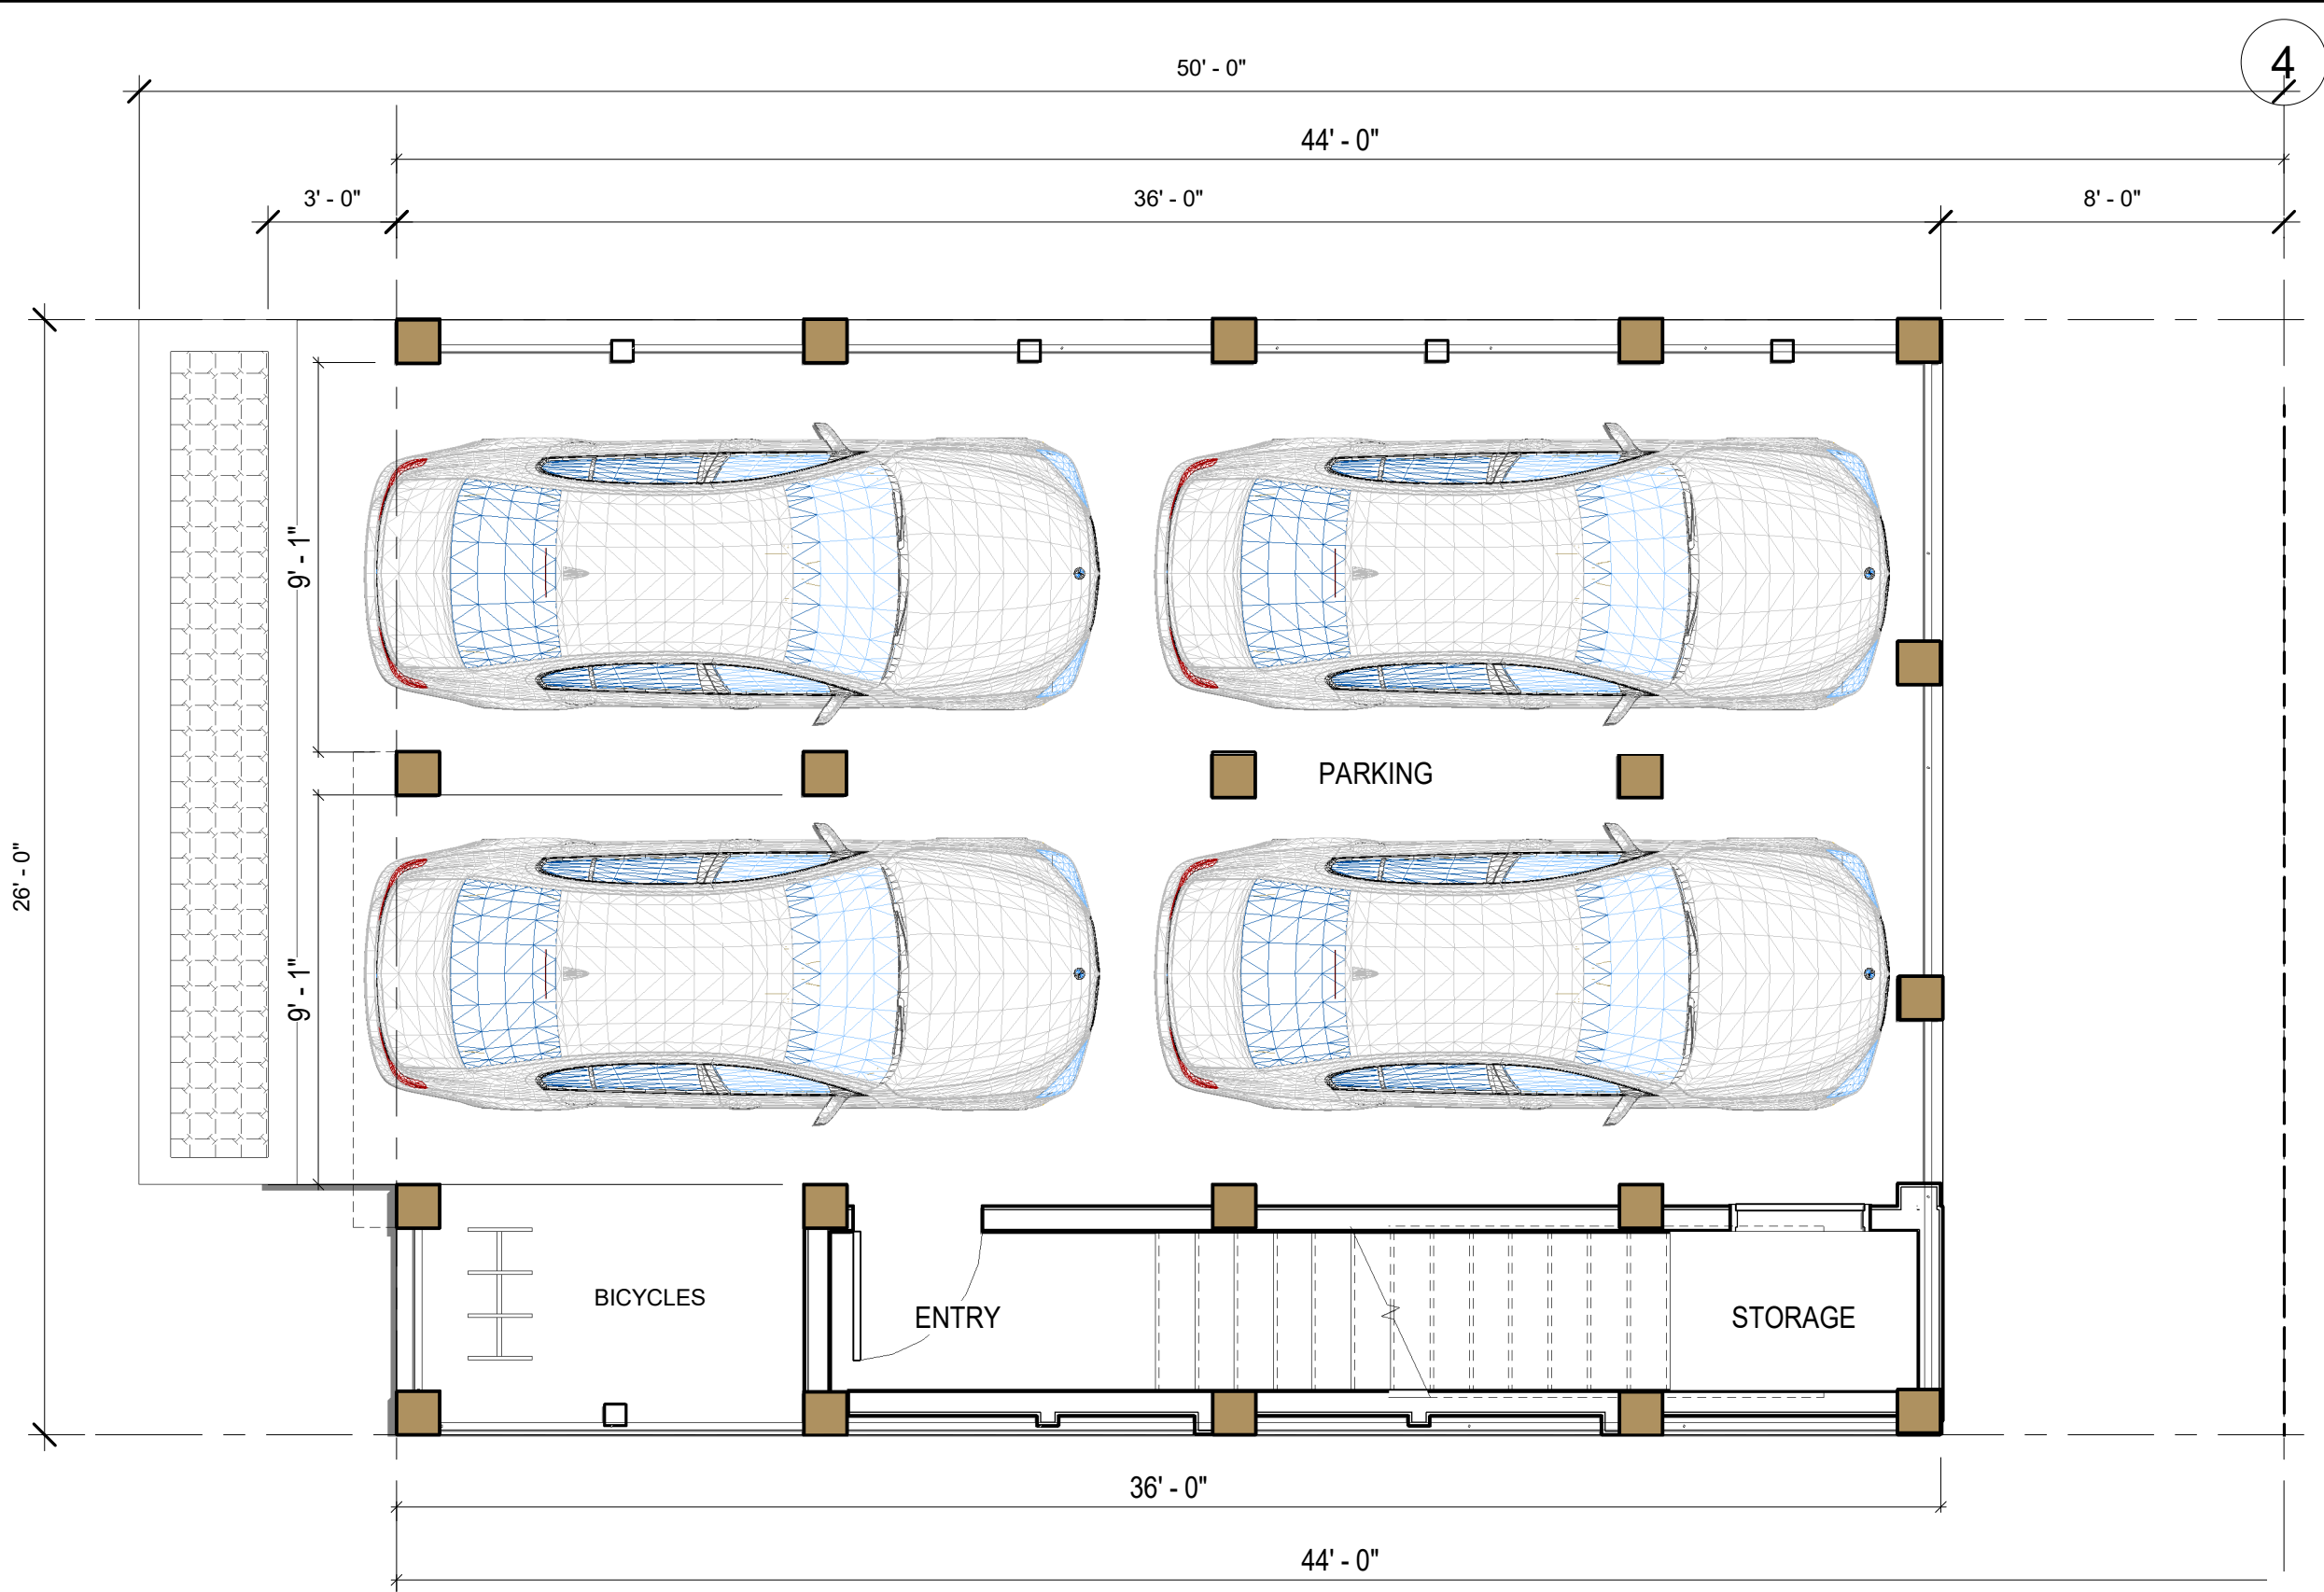 4
50' - 0"
44' - 0"
3' - 0"
36' - 0"
8' - 0"
9' - 1"
PARKING
26' - 0"
9' - 1"
BICYCLES
ENTRY
STORAGE
36' - 0"
44' - 0"